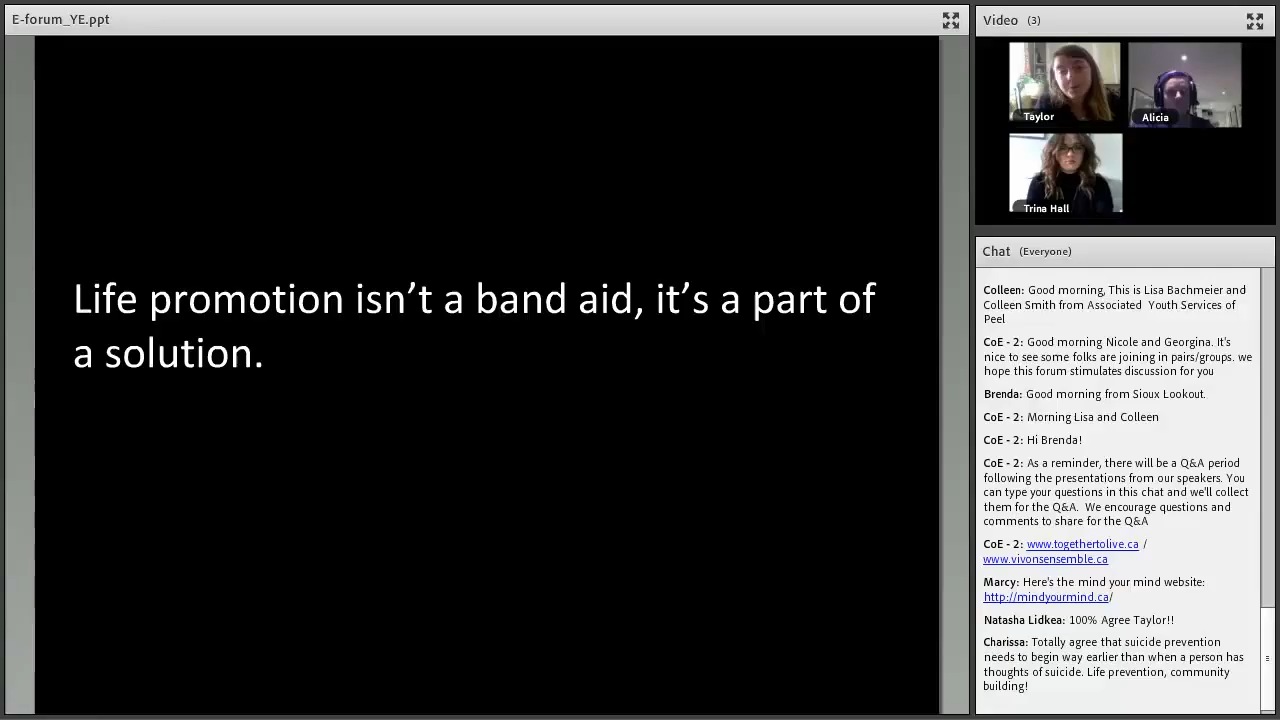 E-forum_YE.ppt
Life promotion isn’t a band aid, it’s a part of
a solution.
Video (3)
Taylor
Alicia
Trina Hall
Chat (Everyone)
Colleen: Good morning, This is Lisa Bachmeier and
Colleen Smith from Associated Youth Services of
Peel
CoE - 2: Good morning Nicole and Georgina. It's
nice to see some folks are joining in pairs/groups. we
hope this forum stimulates discussion for you
Brenda: Good morning from Sioux Lookout.
CoE - 2: Morning Lisa and Colleen
CoE - 2: Hi Brenda!
CoE - 2: As a reminder, there will be a Q&A period
following the presentations from our speakers. You
can type your questions in this chat and we'll collect
them for the Q&A. We encourage questions and
comments to share for the Q&A
CoE - 2: www.togethertolive.ca /
www.vivonsensemble.ca
Marcy: Here's the mind your mind website:
http://mindyourmind.ca/
Natasha Lidkea: 100% Agree Taylor!!
Charissa: Totally agree that suicide prevention
needs to begin way earlier than when a person has
thoughts of suicide. Life prevention, community
building!